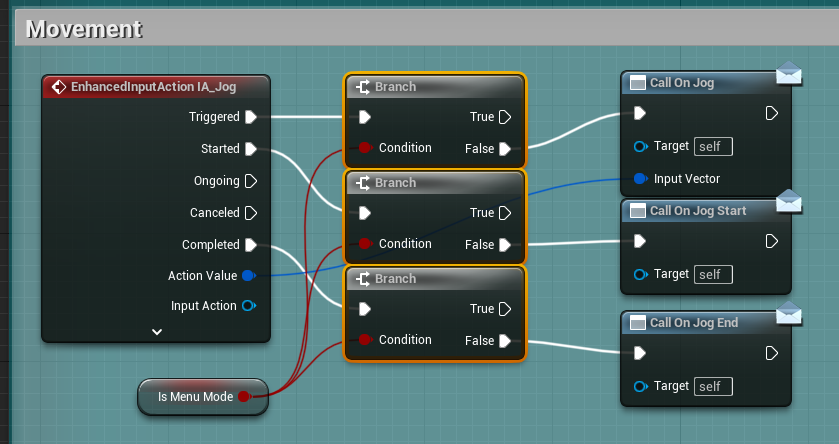 Movement
EnhancedInputAction IA_Jog
Triggered
Started
Ongoing
Canceled
Completed
Action Value
Input Action
Is Menu Mode
Branch
True
Condition
False
Branch
True
Condition
False
Branch
True
Condition
False
Call On Jog
Target self
Input Vector
Call On Jog Start
Target self
Call On Jog End
Target self